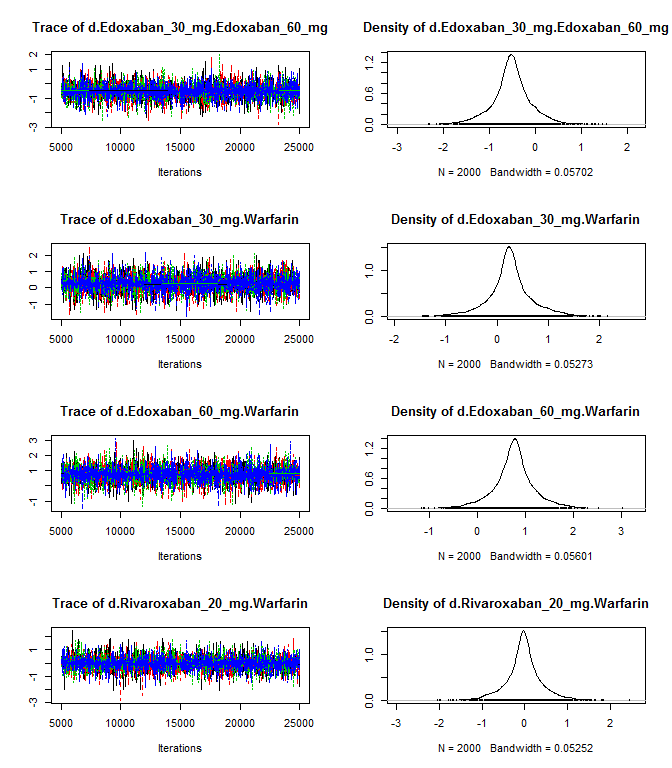 Trace of d.Edoxaban_30_mg.Edoxaban_60_mg
Density of d.Edoxaban_30_mg.Edoxaban_60_mg
2
1
-1
-3
5000 10000 15000 20000 25000
Iterations
1.2
0.6
0.0
-3 -2 -1 0 1 2
N = 2000 Bandwidth = 0.05702
Trace of d.Edoxaban_30_mg.Warfarin
Density of d.Edoxaban_30_mg.Warfarin
2
1
0
-1
5000 10000 15000 20000 25000
Iterations
1.0
0.0
-2 -1 0 1 2
N = 2000 Bandwidth = 0.05273
Trace of d.Edoxaban_60_mg.Warfarin
Density of d.Edoxaban_60_mg.Warfarin
3
2
1
-1
5000 10000 15000 20000 25000
Iterations
1.2
0.6
0.0
-1 0 1 2 3
N = 2000 Bandwidth = 0.05601
Trace of d.Rivaroxaban_20_mg.Warfarin
Density of d.Rivaroxaban_20_mg.Warfarin
1
-1
-3
5000 10000 15000 20000 25000
Iterations
1.0
0.0
-3 -2 -1 0 1 2
N = 2000 Bandwidth = 0.05252